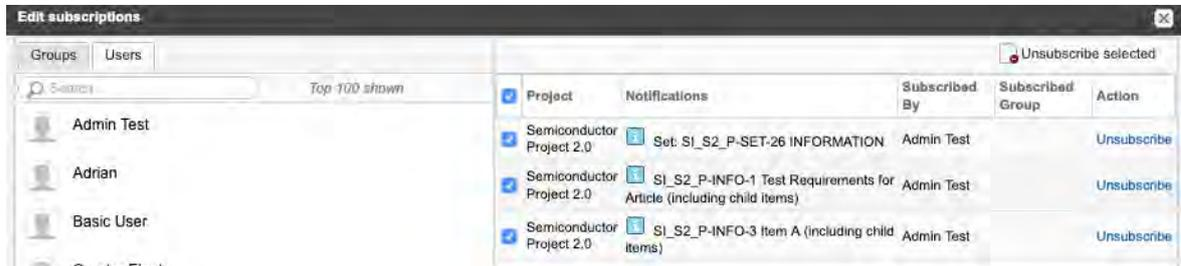 Edit subscriptions
Groups Users
Unsubscribe selected
Search... Top 100 shown
Project Notifications Subscribed By Subscribed Group Action
Admin Test
Adrian
Basic User
Semiconductor Project 2.0 Set: SI_S2_P-SET-26 INFORMATION Admin Test Unsubscribe
Semiconductor Project 2.0 SI_S2_P-INFO-1 Test Requirements for Article (including child items) Admin Test Unsubscribe
Semiconductor Project 2.0 SI_S2_P-INFO-3 Item A (including child items) Admin Test Unsubscribe